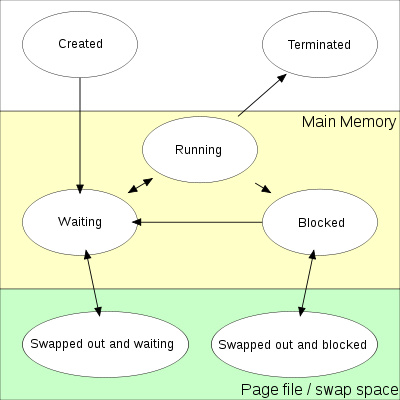 Created
Terminated
Main Memory
Running
Waiting
Blocked
Swapped out and waiting
Swapped out and blocked
Page file / swap space